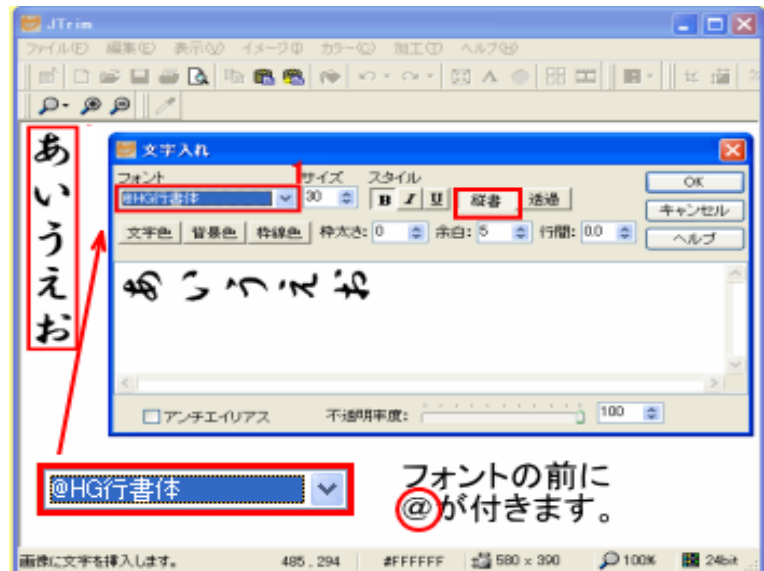 JTrim
ファイル(F) 編集(E) 表示(V) イメージ(I) カラー(C) 加工(T) ヘルプ(H)
あ
い
う
え
お
文字入れ
1
フォント サイズ スタイル
@HG行書体 30 B I U 縦書 透過
OK
キャンセル
ヘルプ
文字色 背景色 枠線色 枠太さ: 0 余白: 5 行間: 0.0
あいうえお
アンチエイリアス 不透明率度: 100
@HG行書体
フォントの前に
@が付きます。
画像に文字を挿入します。 485 , 294 #FFFFFF 580 x 390 100% 24bit